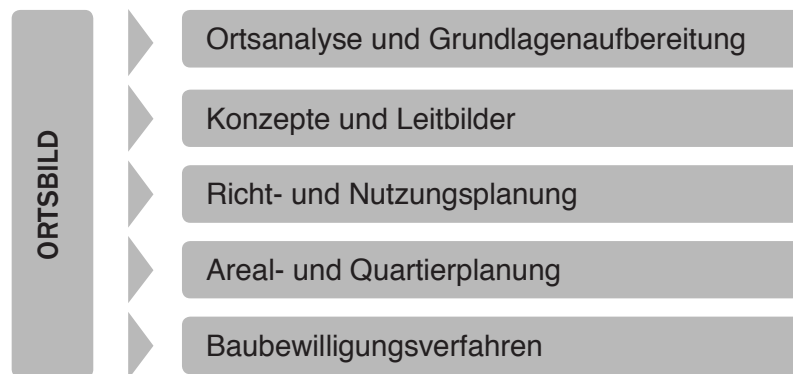 ORTSBILD
Ortsanalyse und Grundlagenaufbereitung
Konzepte und Leitbilder
Richt- und Nutzungsplanung
Areal- und Quartierplanung
Baubewilligungsverfahren